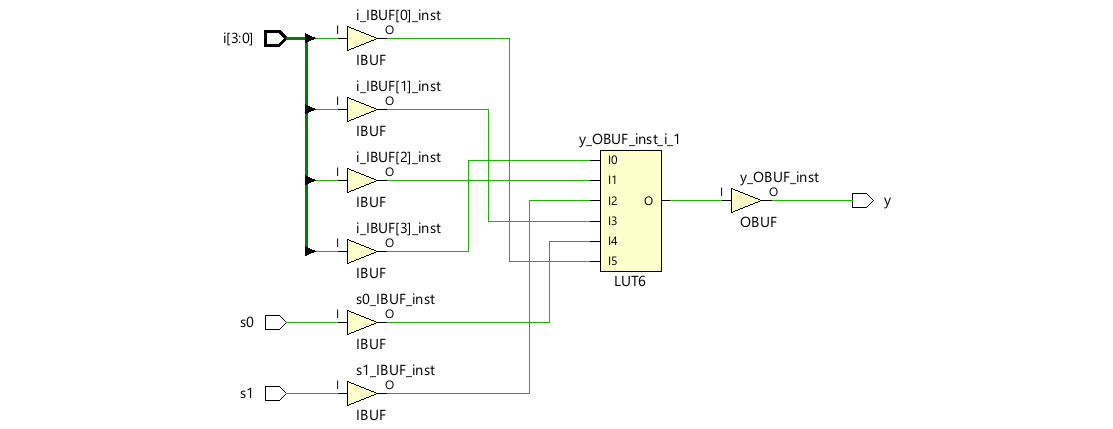 i_IBUF[0]_inst
i[3:0]
I
O
IBUF
i_IBUF[1]_inst
I
O
IBUF
i_IBUF[2]_inst
I
O
IBUF
i_IBUF[3]_inst
I
O
IBUF
s0_IBUF_inst
s0
I
O
IBUF
s1_IBUF_inst
s1
I
O
IBUF
y_OBUF_inst_i_1
I0
I1
I2
I3
I4
I5
O
LUT6
y_OBUF_inst
I
O
OBUF
y